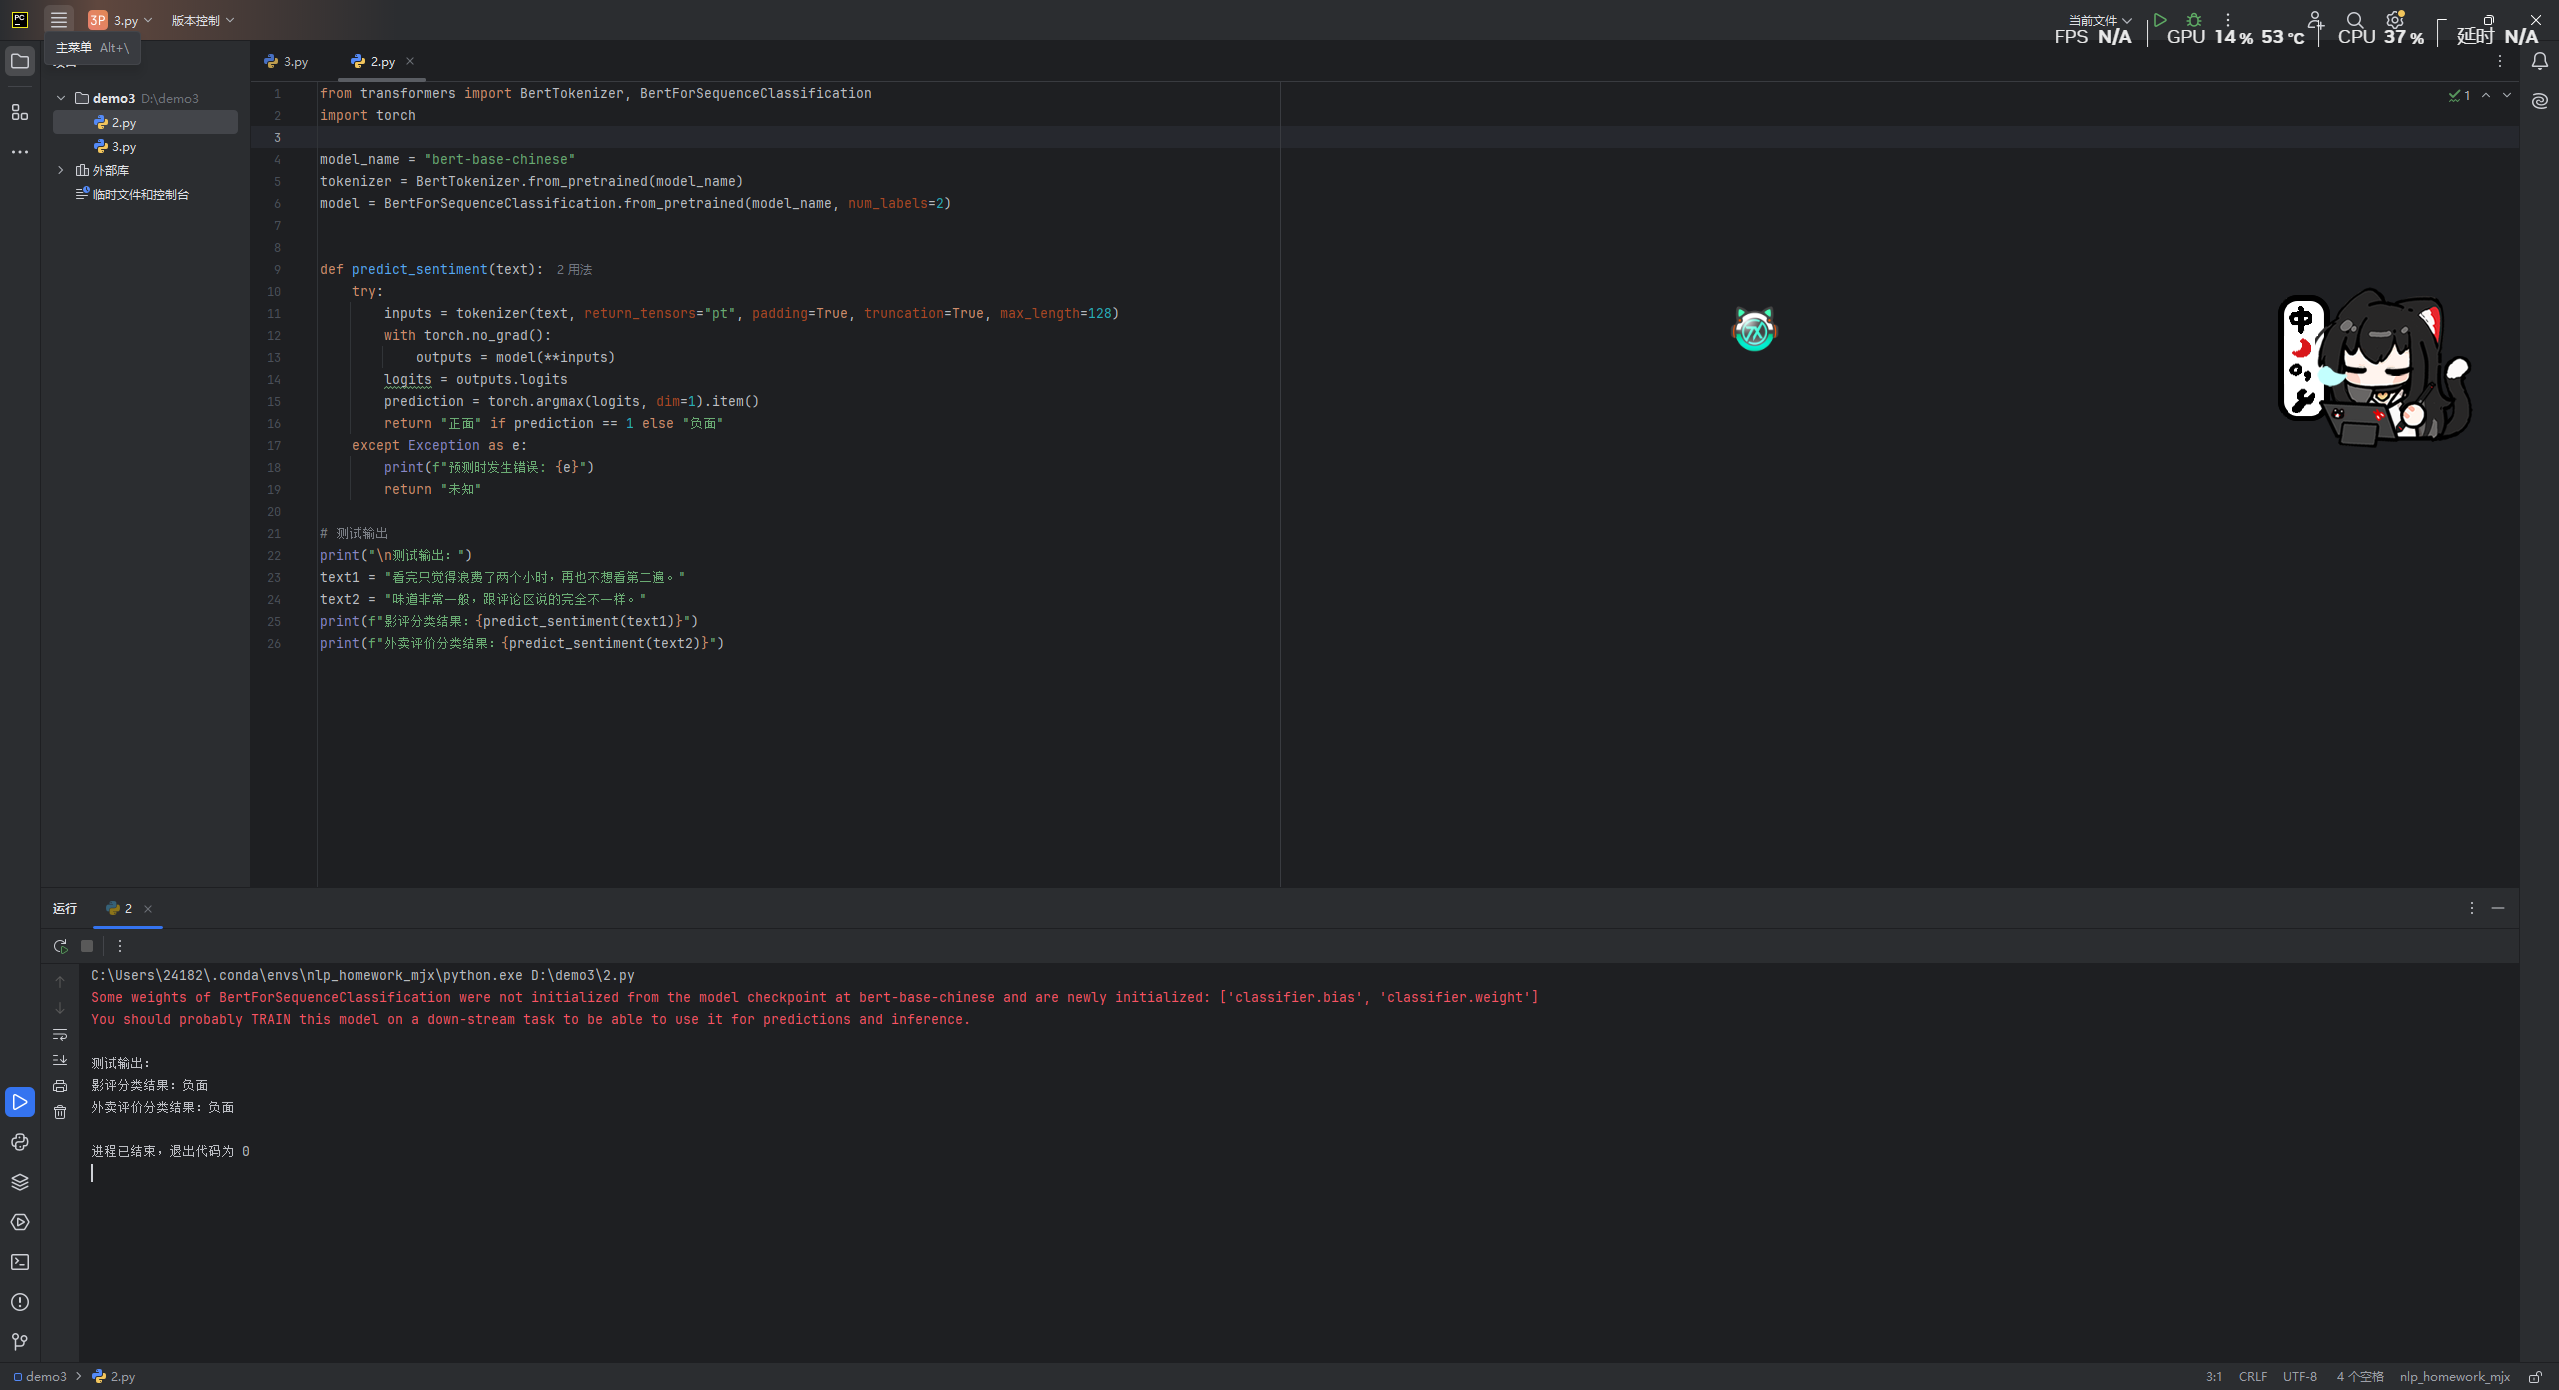 PC
3P 3.py
版本控制
当前文件
FPS N/A
GPU 14 % 53 °C
CPU 37 %
延时 N/A
主菜单 Alt+\
3.py
2.py
demo3 D:\demo3
2.py
3.py
外部库
临时文件和控制台
1 from transformers import BertTokenizer, BertForSequenceClassification
2 import torch
3
4 model_name = "bert-base-chinese"
5 tokenizer = BertTokenizer.from_pretrained(model_name)
6 model = BertForSequenceClassification.from_pretrained(model_name, num_labels=2)
7
8
9 def predict_sentiment(text): 2 用法
10 try:
11 inputs = tokenizer(text, return_tensors="pt", padding=True, truncation=True, max_length=128)
12 with torch.no_grad():
13 outputs = model(**inputs)
14 logits = outputs.logits
15 prediction = torch.argmax(logits, dim=1).item()
16 return "正面" if prediction == 1 else "负面"
17 except Exception as e:
18 print(f"预测时发生错误: {e}")
19 return "未知"
20
21 # 测试输出
22 print("\n测试输出：")
23 text1 = "看完只觉得浪费了两个小时，再也不想看第二遍。"
24 text2 = "味道非常一般，跟评论区说的完全不一样。"
25 print(f"影评分类结果：{predict_sentiment(text1)}")
26 print(f"外卖评价分类结果：{predict_sentiment(text2)}")
1
中
运行
2
C:\Users\24182\.conda\envs\nlp_homework_mjx\python.exe D:\demo3\2.py
Some weights of BertForSequenceClassification were not initialized from the model checkpoint at bert-base-chinese and are newly initialized: ['classifier.bias', 'classifier.weight']
You should probably TRAIN this model on a down-stream task to be able to use it for predictions and inference.
测试输出：
影评分类结果：负面
外卖评价分类结果：负面
进程已结束，退出代码为 0
demo3 > 2.py
3:1 CRLF UTF-8 4 个空格 nlp_homework_mjx